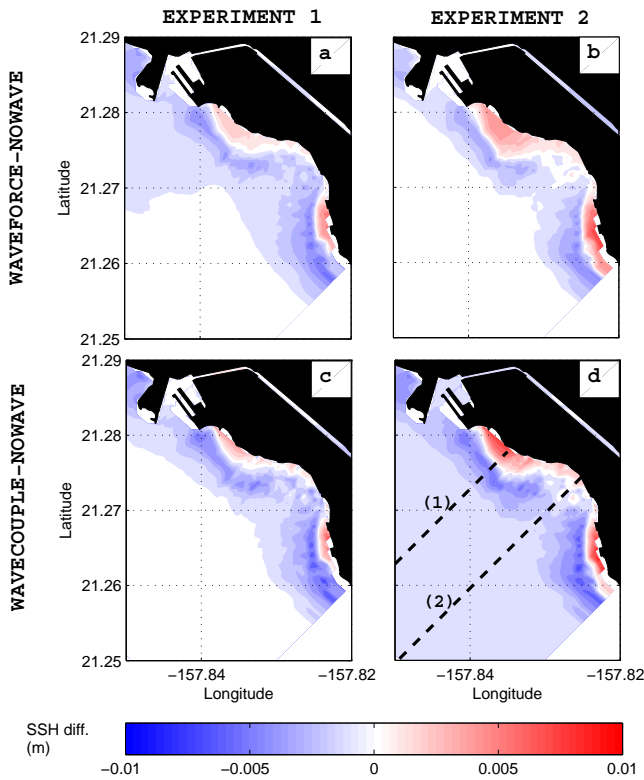 EXPERIMENT 1
EXPERIMENT 2
WAVEFORCE-NOWAVE
21.29
21.28
21.27
21.26
21.25
Latitude
a
b
WAVECOUPLE-NOWAVE
21.29
21.28
21.27
21.26
21.25
Latitude
c
d
(1)
(2)
−157.84
−157.82
−157.84
−157.82
Longitude
Longitude
SSH diff.
(m)
−0.01
−0.005
0
0.005
0.01